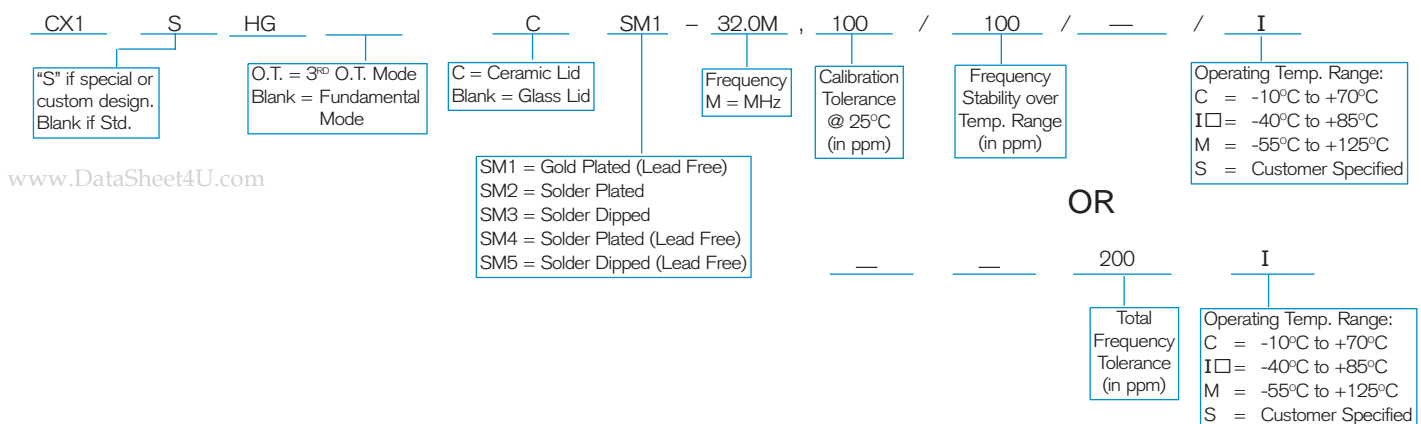 CX1 S HG C SM1 – 32.0M , 100 / 100 / — / I
"S" if special or
custom design.
Blank if Std.
O.T. = 3RD O.T. Mode
Blank = Fundamental
Mode
C = Ceramic Lid
Blank = Glass Lid
Frequency
M = MHz
Calibration
Tolerance
@ 25°C
(in ppm)
Frequency
Stability over
Temp. Range
(in ppm)
Operating Temp. Range:
C = -10°C to +70°C
I□ = -40°C to +85°C
M = -55°C to +125°C
S = Customer Specified
SM1 = Gold Plated (Lead Free)
SM2 = Solder Plated
SM3 = Solder Dipped
SM4 = Solder Plated (Lead Free)
SM5 = Solder Dipped (Lead Free)
www.DataSheet4U.com
OR
— — 200 I
Total
Frequency
Tolerance
(in ppm)
Operating Temp. Range:
C = -10°C to +70°C
I□ = -40°C to +85°C
M = -55°C to +125°C
S = Customer Specified